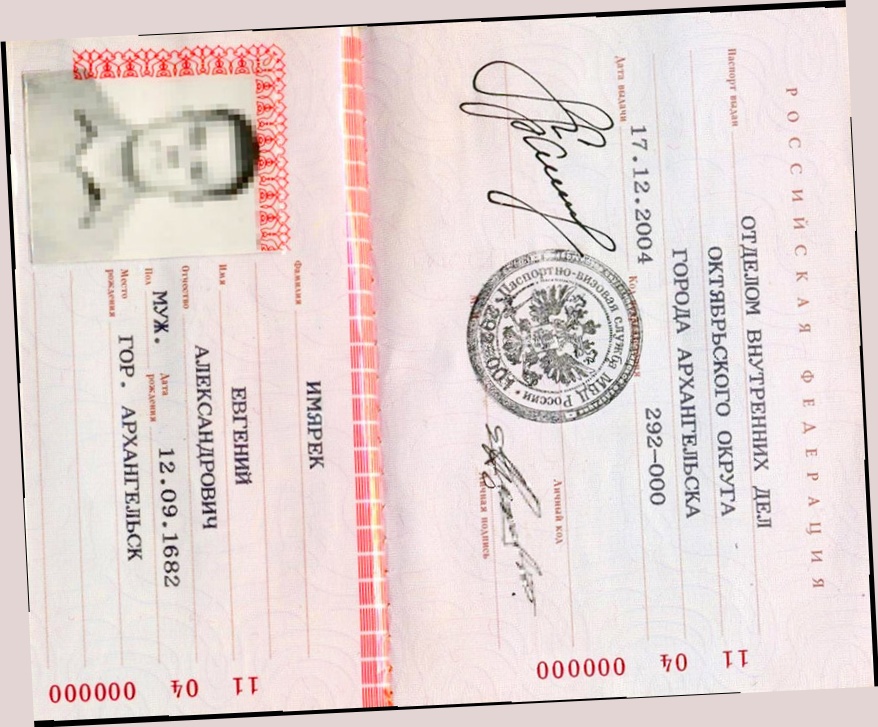 РОССИЙСКАЯ ФЕДЕРАЦИЯ
Паспорт выдан
ОТДЕЛОМ ВНУТРЕННИХ ДЕЛ
ОКТЯБРЬСКОГО ОКРУГА
ГОРОДА АРХАНГЕЛЬСКА
Дата выдачи 17.12.2004 292-000
Личный код
Личная подпись
Паспортно-визовая служба МВД России
11 04 000000
Фамилия
ИМЯРЕК
Имя
ЕВГЕНИЙ
Отчество
АЛЕКСАНДРОВИЧ
Пол МУЖ. Дата рождения 12.09.1682
Место рождения ГОР. АРХАНГЕЛЬСК
11 04 000000